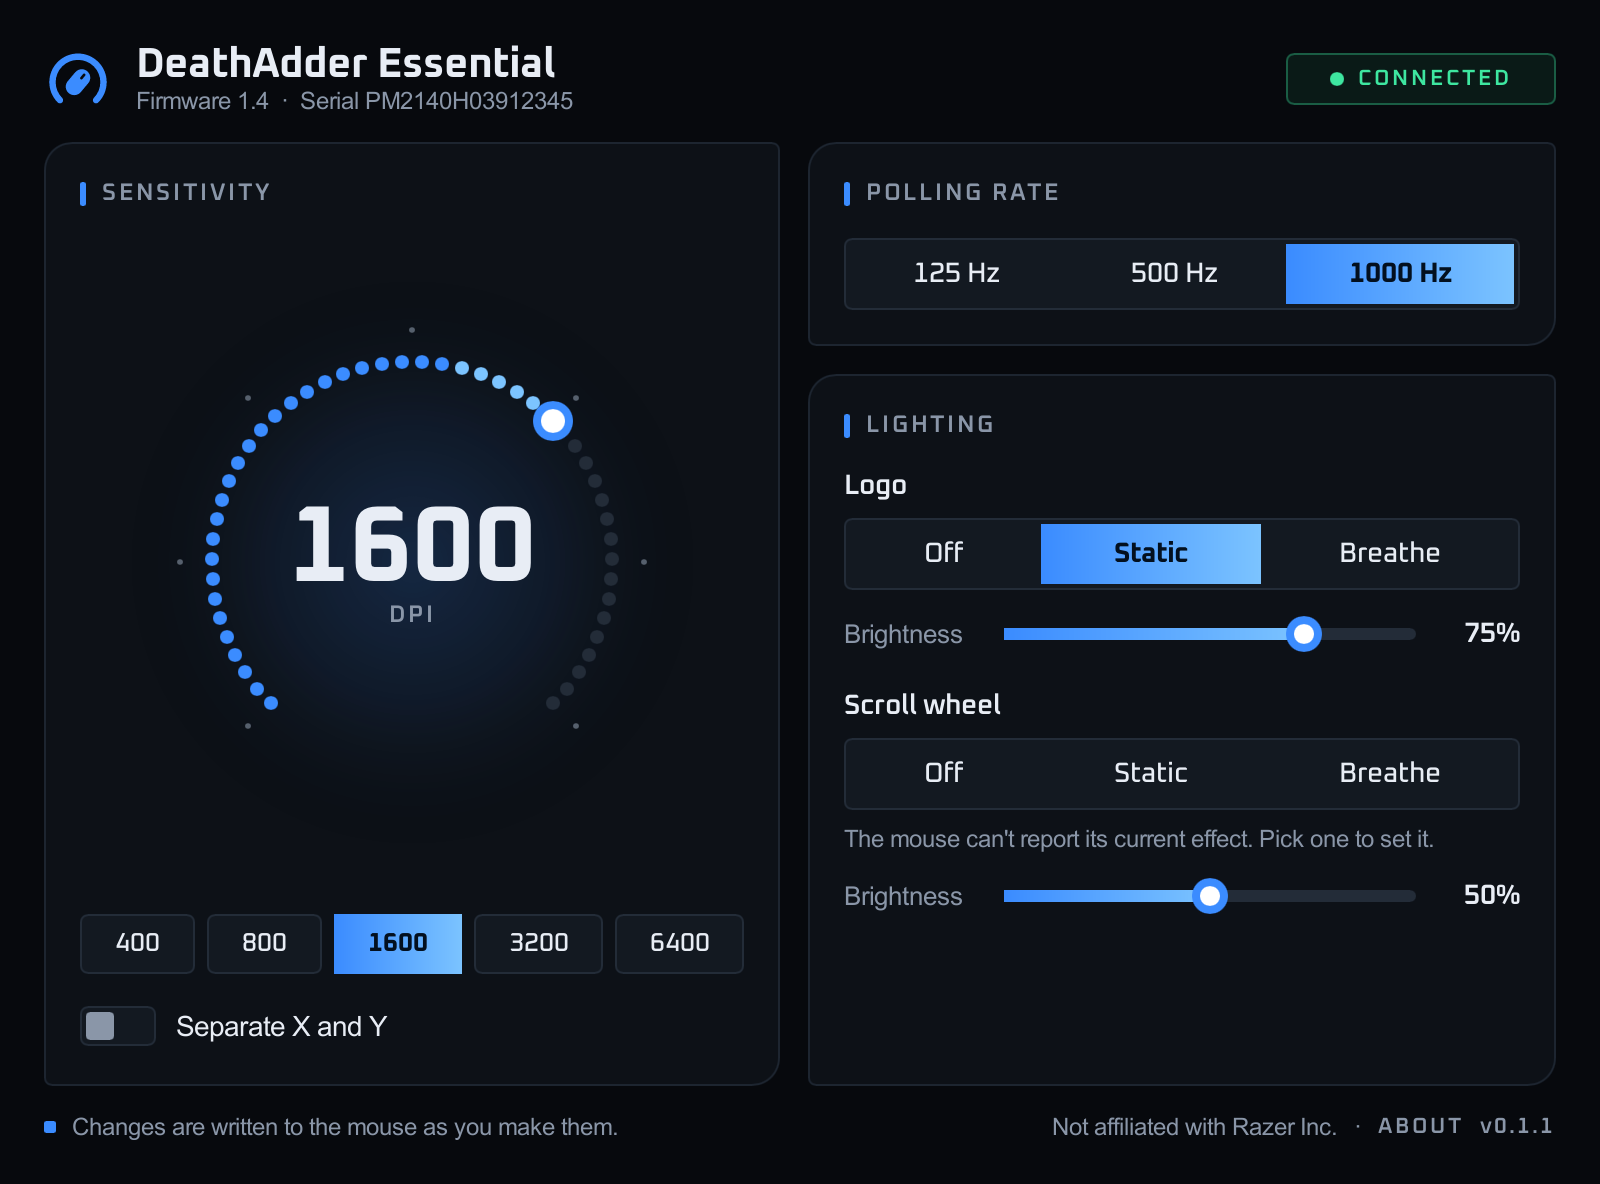 DeathAdder Essential
Firmware 1.4 · Serial PM2140H03912345
CONNECTED
SENSITIVITY
1600
DPI
400 800 1600 3200 6400
Separate X and Y
POLLING RATE
125 Hz 500 Hz 1000 Hz
LIGHTING
Logo
Off Static Breathe
Brightness 75%
Scroll wheel
Off Static Breathe
The mouse can't report its current effect. Pick one to set it.
Brightness 50%
Changes are written to the mouse as you make them.
Not affiliated with Razer Inc. · ABOUT v0.1.1